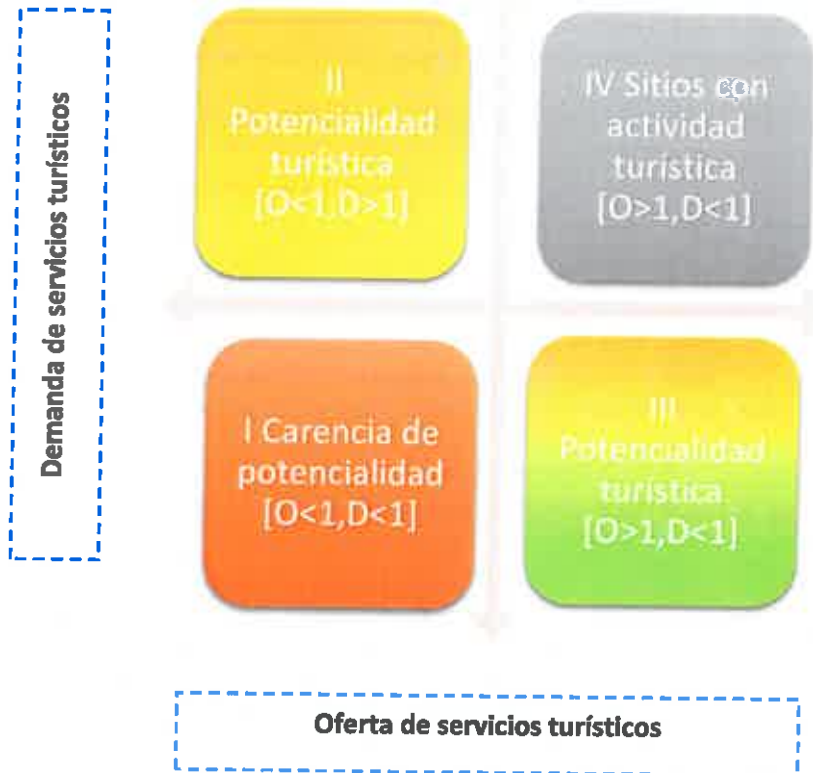 Demanda de servicios turísticos
II
Potencialidad
turística
[O<1,D>1]
IV Sitios con
actividad
turística
[O>1,D<1]
I Carencia de
potencialidad
[O<1,D<1]
III
Potencialidad
turística
[O>1,D<1]
Oferta de servicios turísticos